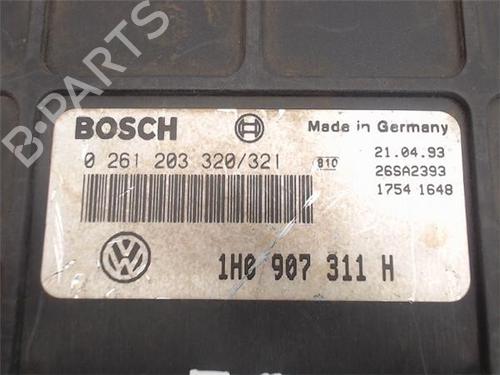 B-PARTS
BOSCH
Made in Germany
0 261 203 320/321
810
21.04.93
26SA2393
1754 1648
VW
1H0 907 311 H